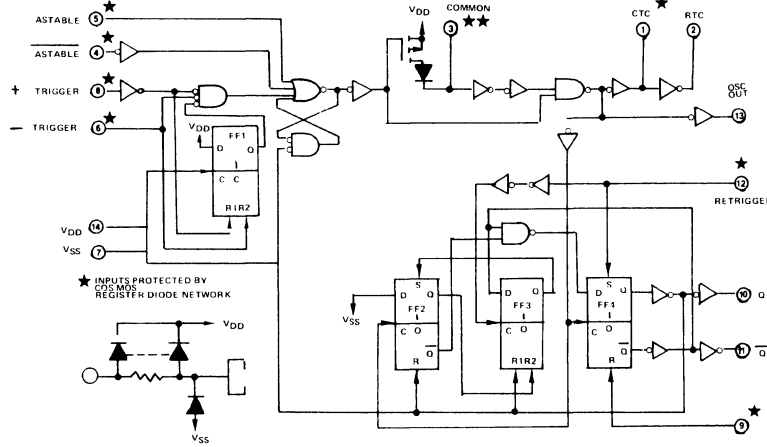 ASTABLE 5 ★
ASTABLE 4 ★
+ TRIGGER 8 ★
− TRIGGER 6 ★
VDD
COMMON
3 ★★
CTC ★
1
RTC
2
OSC
OUT
13
VDD
FF1
D Q
C C
R1R2
VDD 14
VSS 7
★
12
RETRIGGER
★ INPUTS PROTECTED BY
COS MOS
REGISTER DIODE NETWORK
VDD
VSS
VSS
S
D Q
FF2
C O
Q
R
D Q
FF3
C O
R1R2
S
D Q
FF4
C O
Q
R
10 Q
11 Q
9 ★